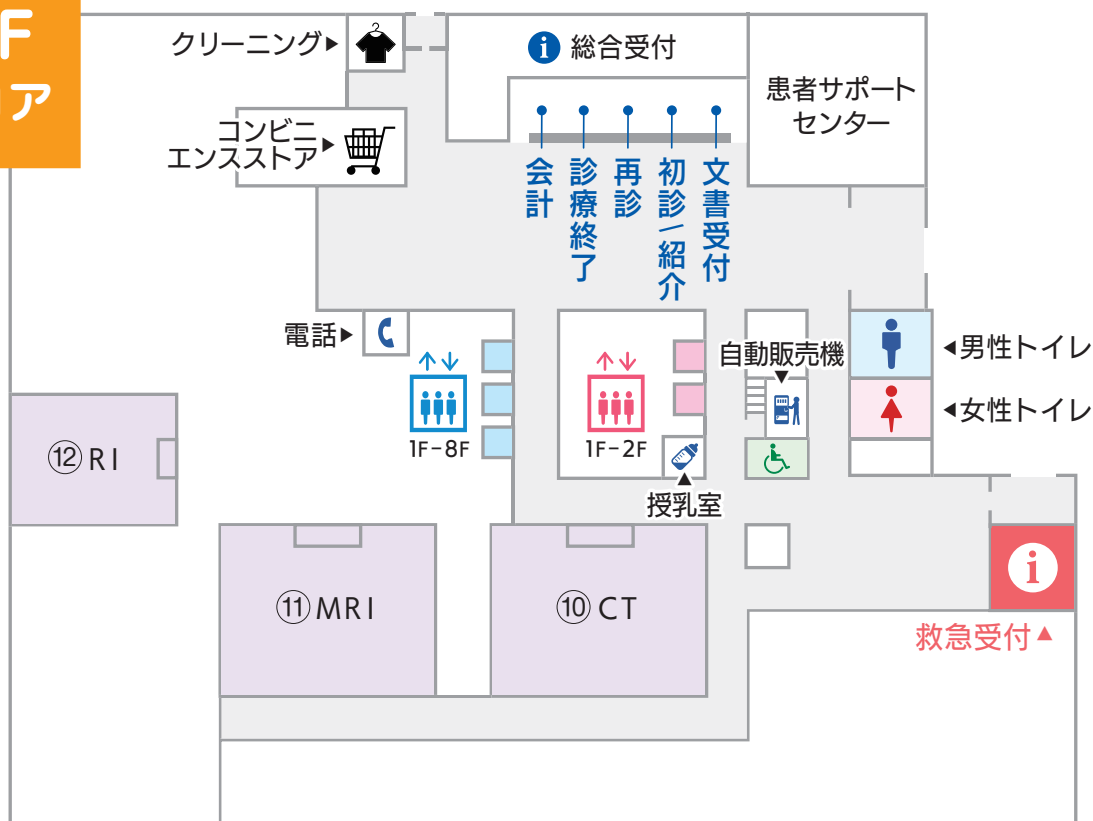 F
ア
クリーニング▶
総合受付
患者サポート
センター
コンビニ
エンスストア▶
会計
診療終了
再診
初診/紹介
文書受付
電話▶
自動販売機
▼
◀男性トイレ
◀女性トイレ
1F-8F
1F-2F
▲
授乳室
⑫RI
⑪MRI
⑩CT
救急受付▲